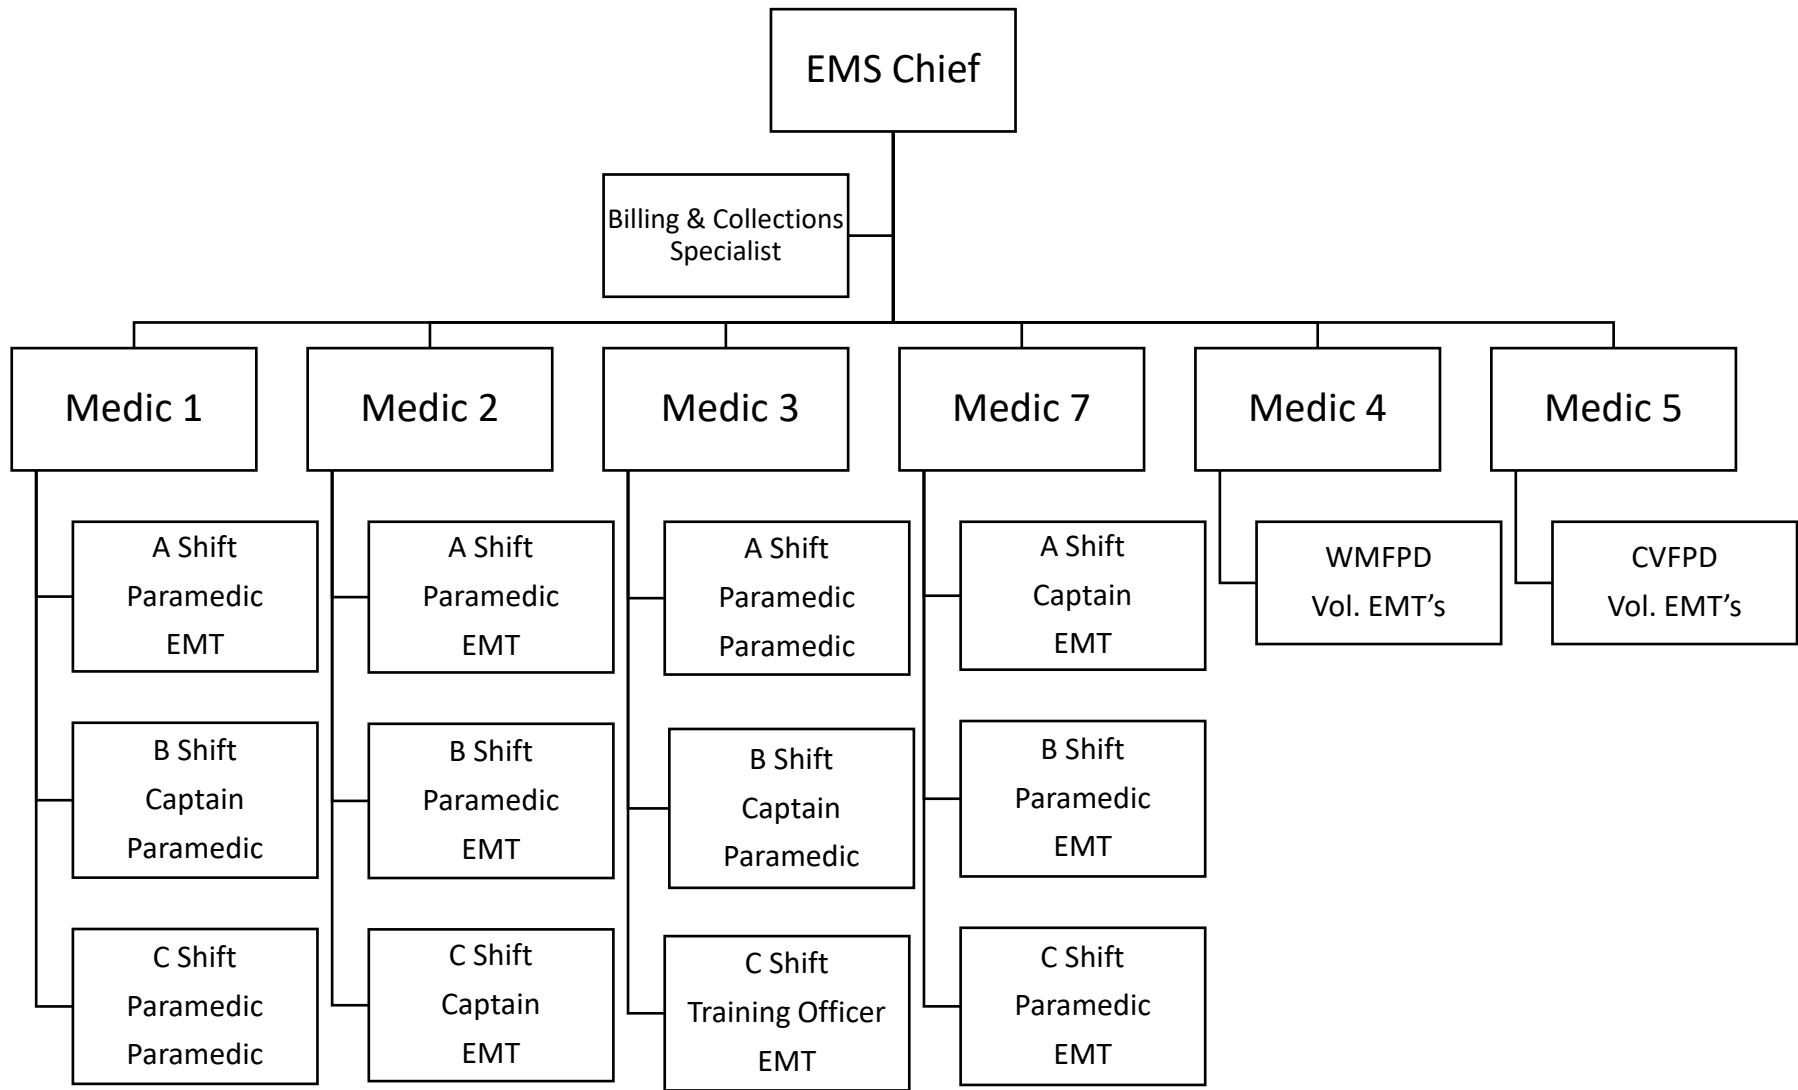 EMS Chief
Billing & Collections
Specialist
Medic 1
Medic 2
Medic 3
Medic 7
Medic 4
Medic 5
A Shift
Paramedic
EMT
B Shift
Captain
Paramedic
C Shift
Paramedic
Paramedic
A Shift
Paramedic
EMT
B Shift
Paramedic
EMT
C Shift
Captain
EMT
A Shift
Paramedic
Paramedic
B Shift
Captain
Paramedic
C Shift
Training Officer
EMT
A Shift
Captain
EMT
B Shift
Paramedic
EMT
C Shift
Paramedic
EMT
WMFPD
Vol. EMT’s
CVFPD
Vol. EMT’s